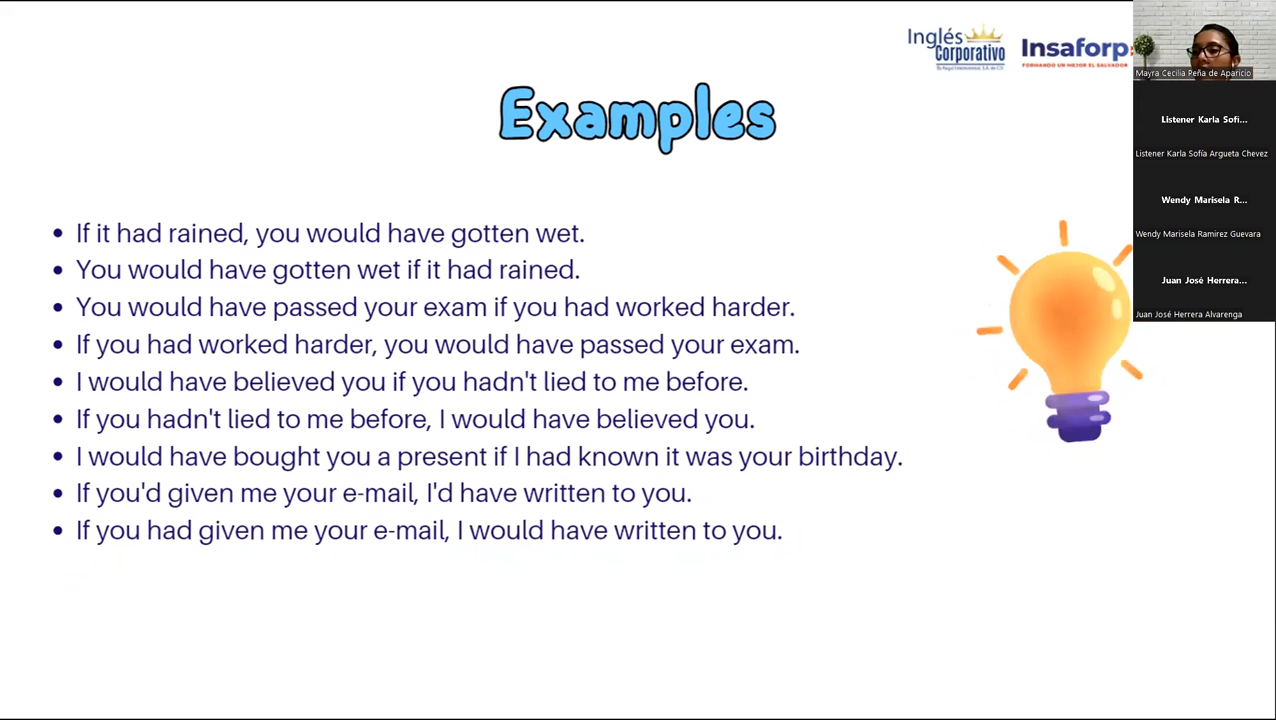 Inglés
Corporativo
Insaforp
FORMANDO UN MEJOR EL SALVADOR
Examples
• If it had rained, you would have gotten wet.
• You would have gotten wet if it had rained.
• You would have passed your exam if you had worked harder.
• If you had worked harder, you would have passed your exam.
• I would have believed you if you hadn't lied to me before.
• If you hadn't lied to me before, I would have believed you.
• I would have bought you a present if I had known it was your birthday.
• If you'd given me your e-mail, I'd have written to you.
• If you had given me your e-mail, I would have written to you.
Mayra Cecilia Peña de Aparicio
Listener Karla Sofi...
Listener Karla Sofía Argueta Chevez
Wendy Marisela R...
Wendy Marisela Ramirez Guevara
Juan José Herrera...
Juan José Herrera Alvarenga